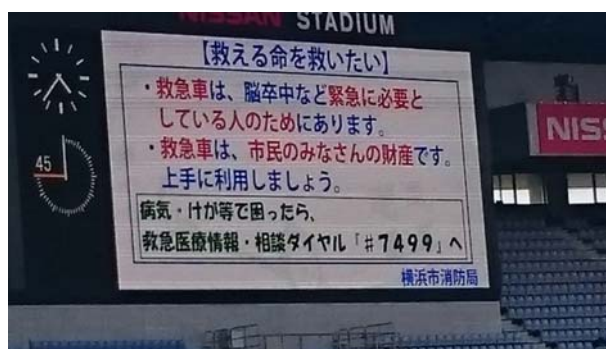 NISSAN STADIUM
【救える命を救いたい】
・救急車は、脳卒中など緊急に必要と
している人のためにあります。
・救急車は、市民のみなさんの財産です。
上手に利用しましょう。
病気・けが等で困ったら、
救急医療情報・相談ダイヤル「#7499」へ
横浜市消防局
45
NIS